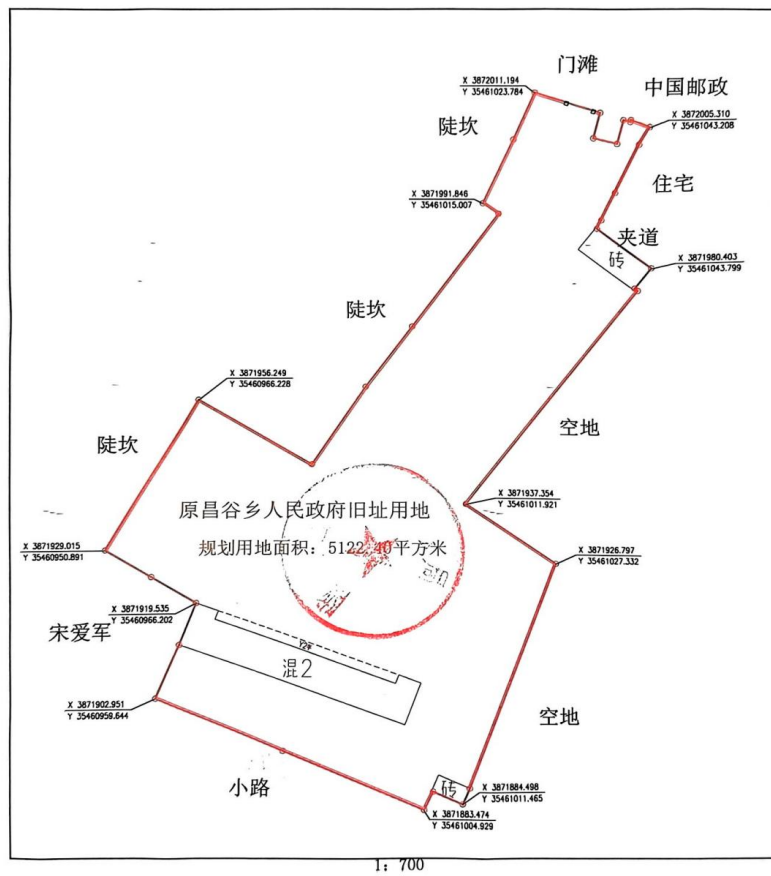 门滩
X 3872011.194
Y 35461023.784
中国邮政
X 3872005.310
Y 35461043.208
陡坎
住宅
X 3871991.846
Y 35461015.007
夹道
砖
X 3871980.403
Y 35461043.799
陡坎
X 3871956.249
Y 35460966.228
空地
陡坎
原昌谷乡人民政府旧址用地
X 3871937.354
Y 35461011.921
规划用地面积：5122.40平方米
X 3871929.015
Y 35460950.891
X 3871926.797
Y 35461027.332
X 3871919.535
Y 35460966.202
宋爱军
混2
X 3871902.951
Y 35460959.644
空地
小路
砖
X 3871884.498
Y 35461011.465
X 3871883.474
Y 35461004.929
1：700